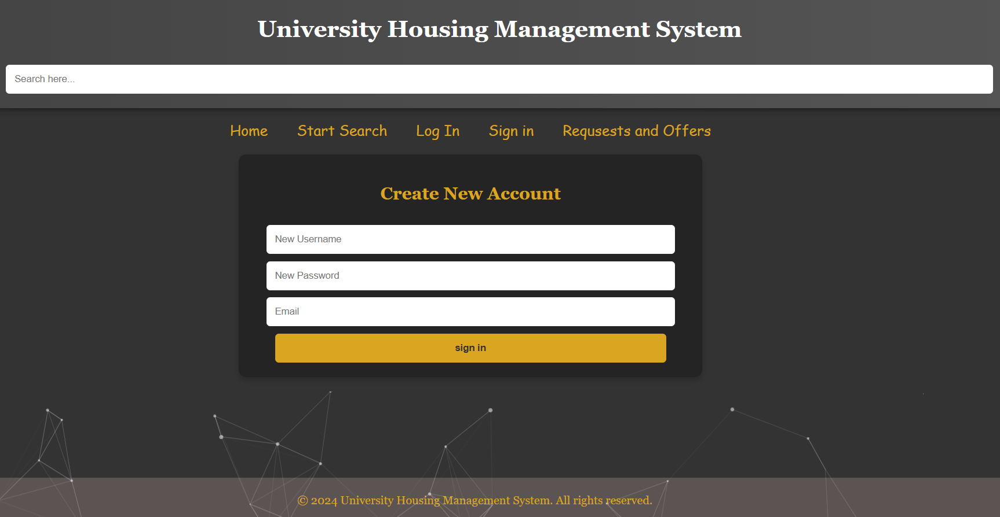 University Housing Management System
Search here...
Home Start Search Log In Sign in Requsests and Offers
Create New Account
New Username
New Password
Email
sign in
© 2024 University Housing Management System. All rights reserved.